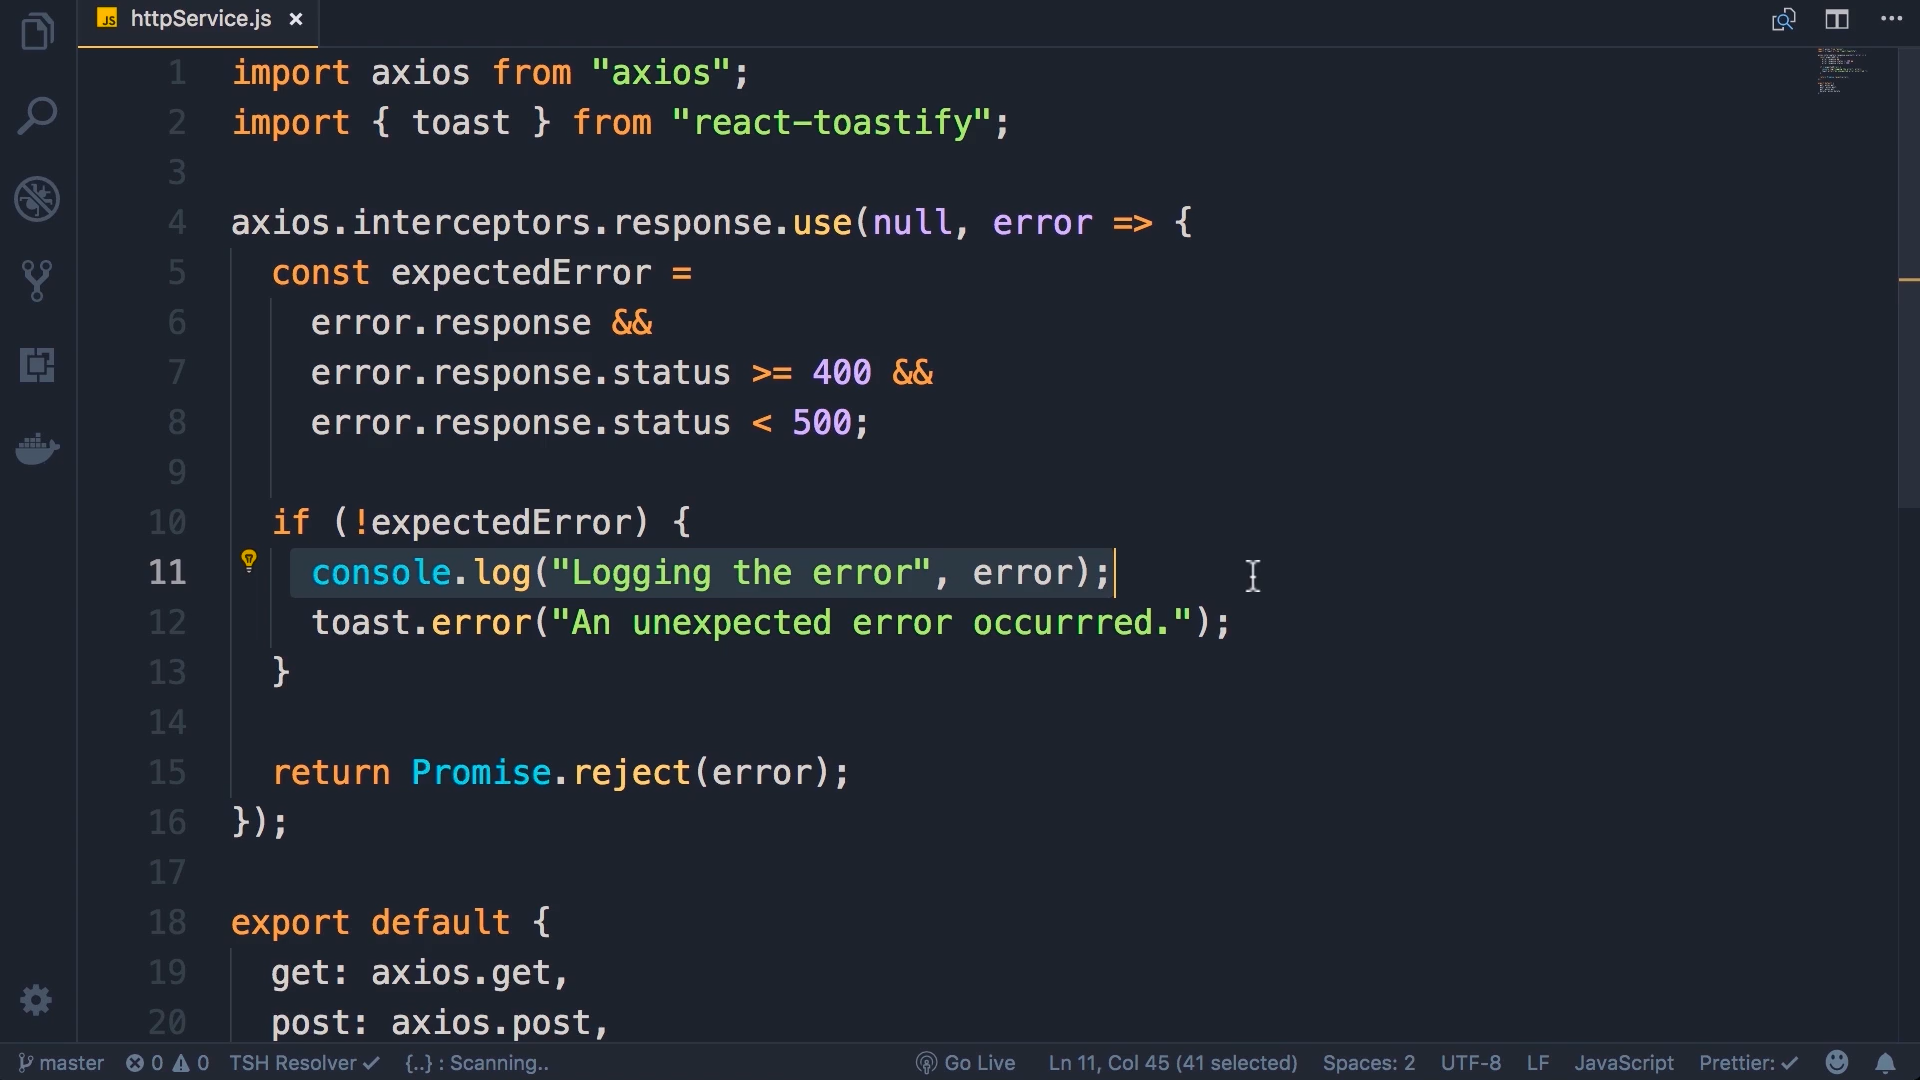 JS httpService.js ×
1 import axios from "axios";
2 import { toast } from "react-toastify";
3
4 axios.interceptors.response.use(null, error => {
5 const expectedError =
6 error.response &&
7 error.response.status >= 400 &&
8 error.response.status < 500;
9
10 if (!expectedError) {
11 console.log("Logging the error", error);
12 toast.error("An unexpected error occurrred.");
13 }
14
15 return Promise.reject(error);
16 });
17
18 export default {
19 get: axios.get,
20 post: axios.post,
master 0 0 TSH Resolver ✓ {..} : Scanning.. Go Live Ln 11, Col 45 (41 selected) Spaces: 2 UTF-8 LF JavaScript Prettier: ✓